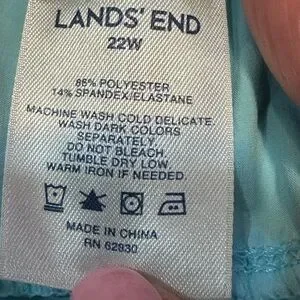 LANDS' END
22W
86% POLYESTER
14% SPANDEX/ELASTANE
MACHINE WASH COLD DELICATE.
WASH DARK COLORS
SEPARATELY.
DO NOT BLEACH.
TUMBLE DRY LOW.
WARM IRON IF NEEDED.
MADE IN CHINA
RN 62830